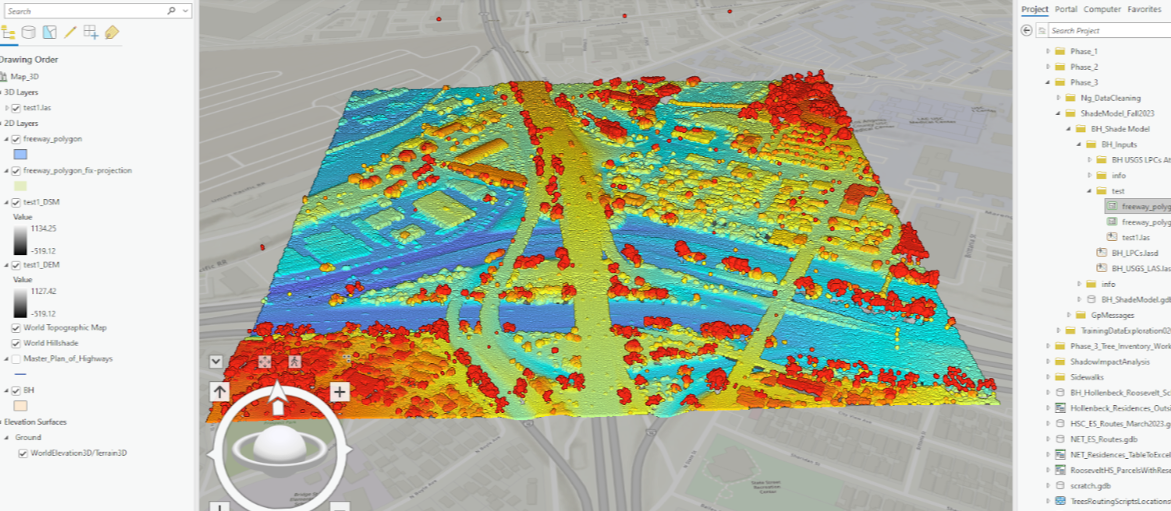 Search
Drawing Order
Map_3D
3D Layers
test1.las
2D Layers
freeway_polygon
freeway_polygon_fix-projection
test1_DSM
Value
1134.25
-519.12
test1_DEM
Value
1127.42
-519.12
World Topographic Map
World Hillshade
Master_Plan_of_Highways
BH
Elevation Surfaces
Ground
WorldElevation3D/Terrain3D
Project Portal Computer Favorites
Search Project
Phase_1
Phase_2
Phase_3
Ng_DataCleaning
ShadeModel_Fall2023
BH_Shade Model
BH_Inputs
BH USGS LPCs
info
test
freeway_polyg
freeway_polyg
test1.las
BH_LPCs.lasd
BH_USGS_LAS.las
info
BH_ShadeModel.gdb
GpMessages
TrainingDataExploration02
Phase_3_Tree_Inventory_Work
ShadowImpactAnalysis
Sidewalks
BH_Hollenbeck_Roosevelt_Sc
Hollenbeck_Residences_Outsi
HSC_ES_Routes_March2023.g
NET_ES_Routes.gdb
NET_Residences_TableToExcel
RooseveltHS_ParcelsWithRes
scratch.gdb
TreesRoutingScriptsLocations